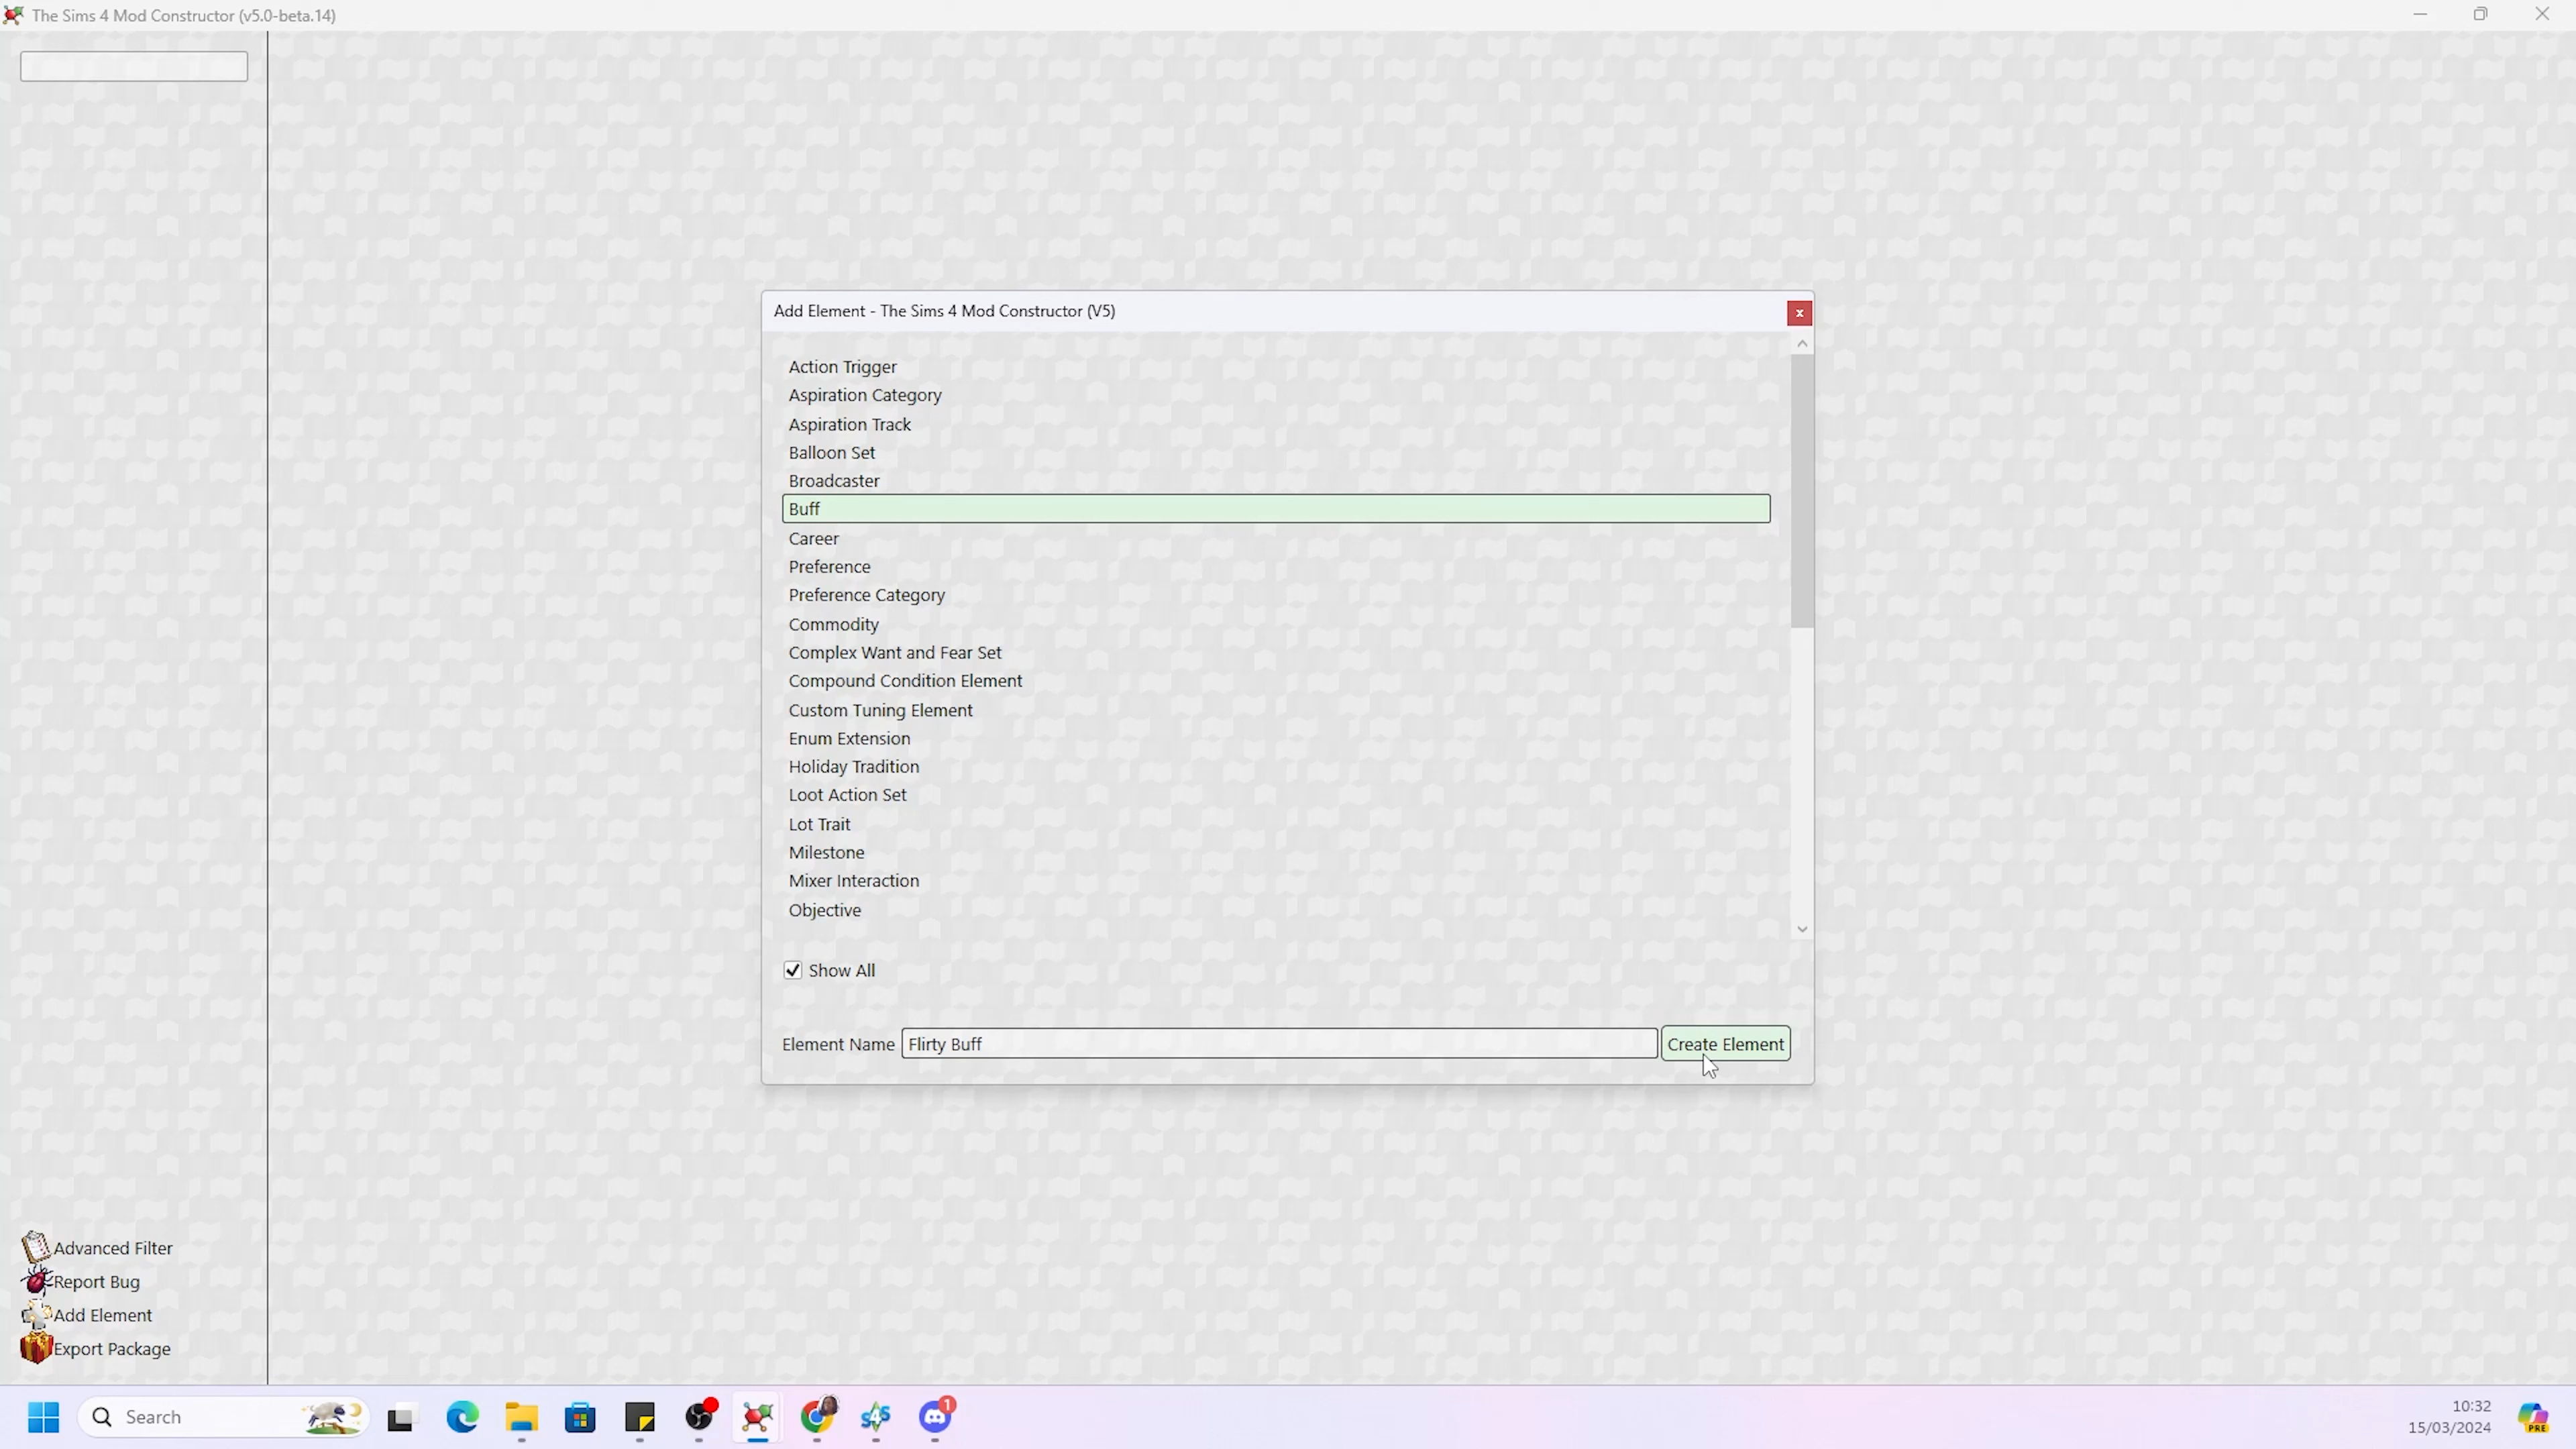 The Sims 4 Mod Constructor (v5.0-beta.14)
Add Element - The Sims 4 Mod Constructor (V5)
x
Action Trigger
Aspiration Category
Aspiration Track
Balloon Set
Broadcaster
Buff
Career
Preference
Preference Category
Commodity
Complex Want and Fear Set
Compound Condition Element
Custom Tuning Element
Enum Extension
Holiday Tradition
Loot Action Set
Lot Trait
Milestone
Mixer Interaction
Objective
Show All
Element Name Flirty Buff Create Element
Advanced Filter
Report Bug
Add Element
Export Package
Search
S4S
1
10:32
15/03/2024
PRE